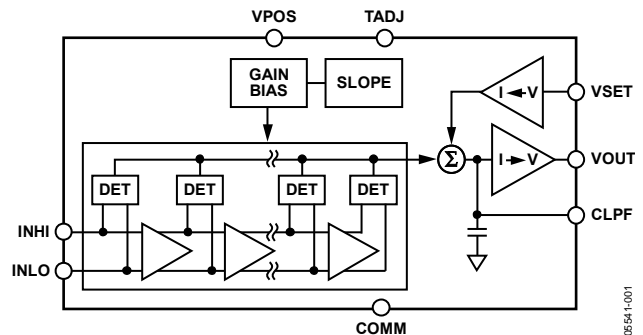 VPOS TADJ
GAIN
BIAS
SLOPE
I V
VSET
Σ
I V
VOUT
DET DET DET DET
CLPF
INHI
INLO
COMM
05541-001